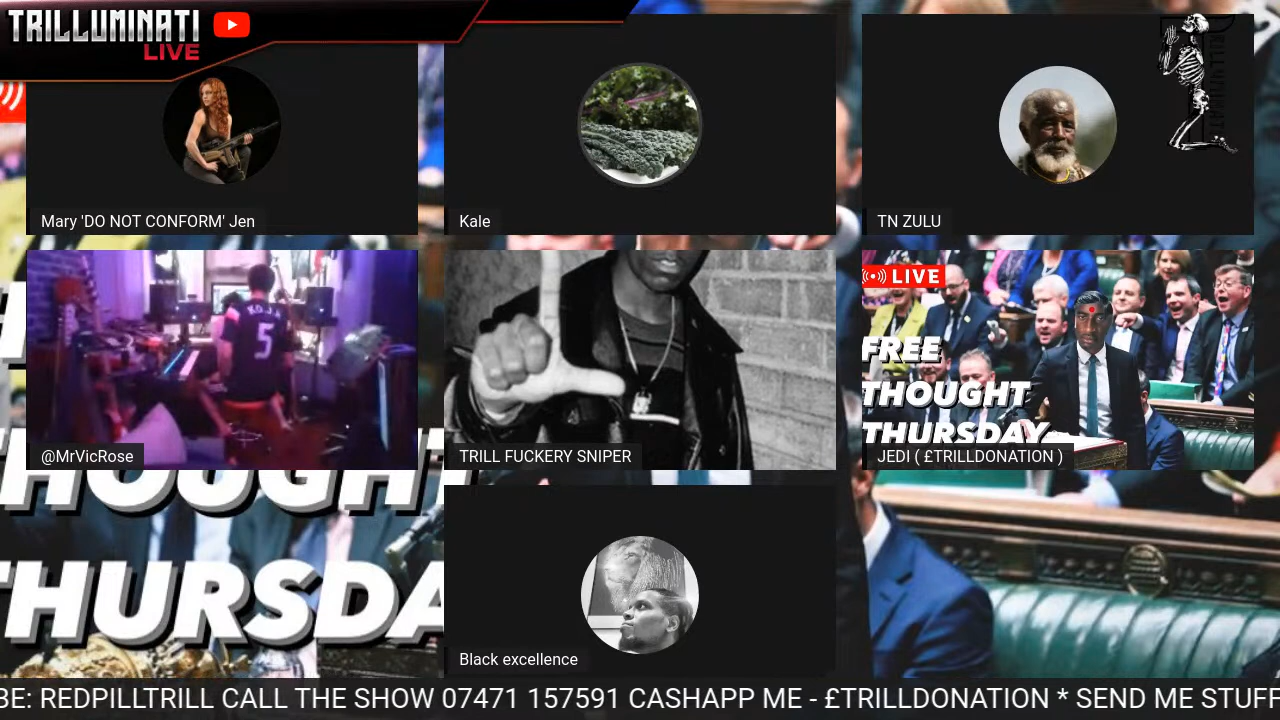 TRILLUMINATI
LIVE
Mary 'DO NOT CONFORM' Jen
Kale
TN ZULU
KOJA
5
LIVE
FREE
THOUGHT
THURSDAY
@MrVicRose
TRILL FUCKERY SNIPER
JEDI ( £TRILLDONATION )
THOUGHT
THURSDA
Black excellence
BE: REDPILLTRILL CALL THE SHOW 07471 157591 CASHAPP ME - £TRILLDONATION * SEND ME STUFF